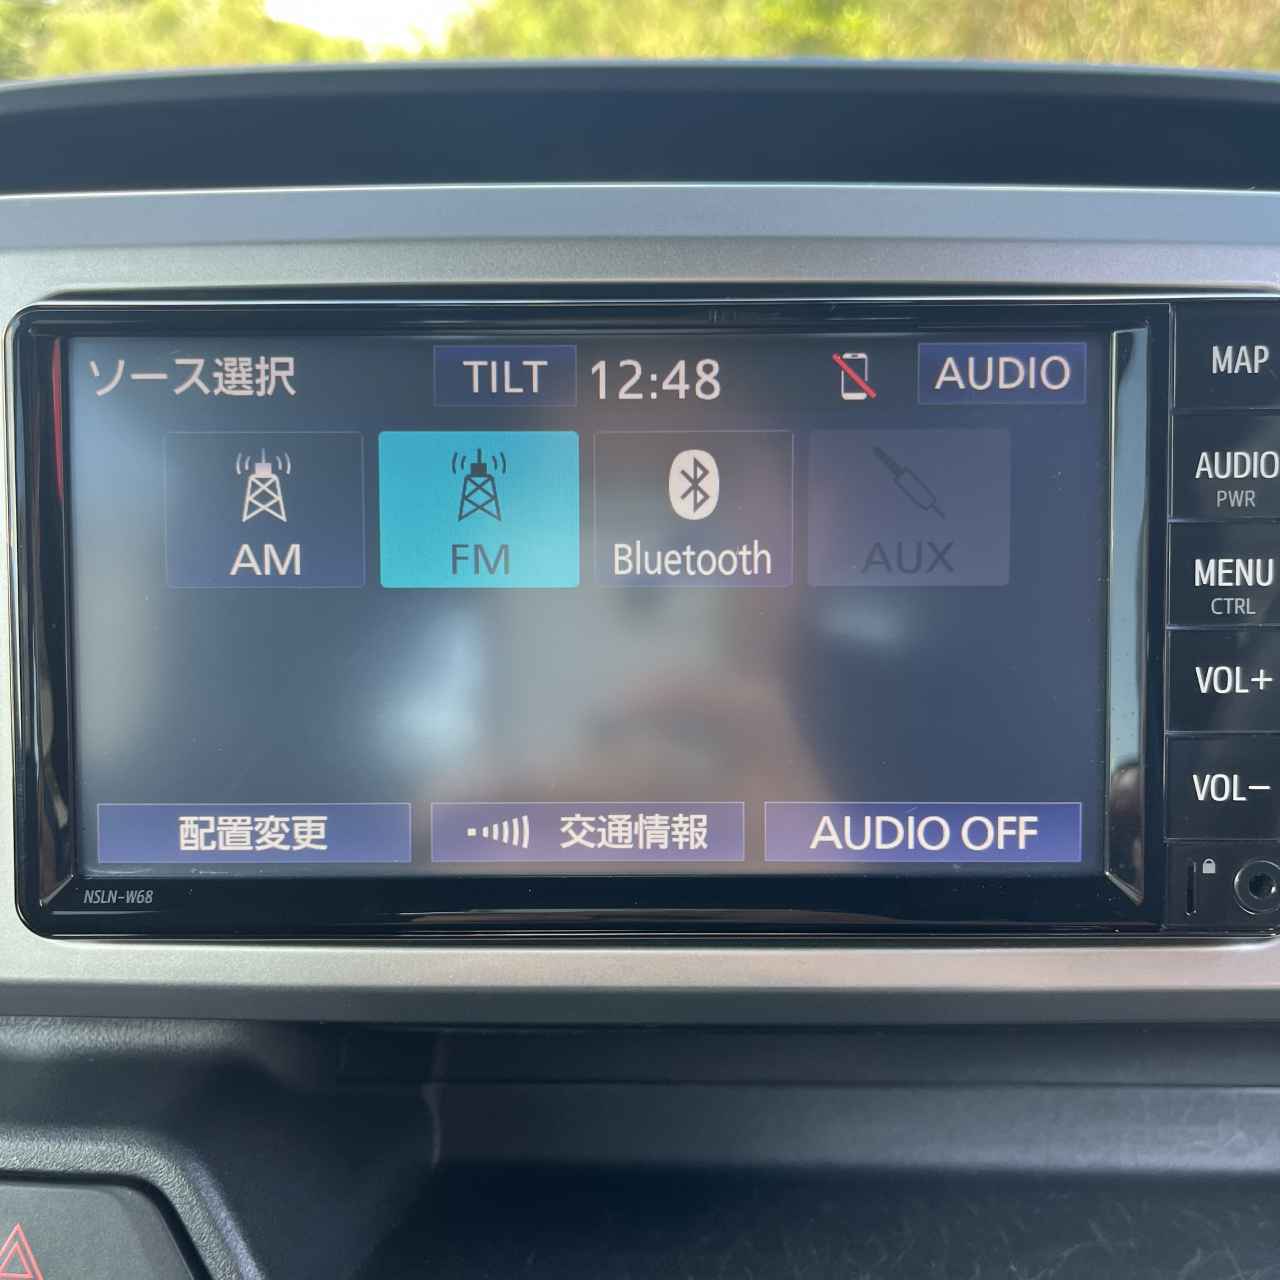 ソース選択 TILT 12:48 AUDIO
AM FM Bluetooth AUX
配置変更 交通情報 AUDIO OFF
NSLN-W68
MAP
AUDIO
PWR
MENU
CTRL
VOL+
VOL−